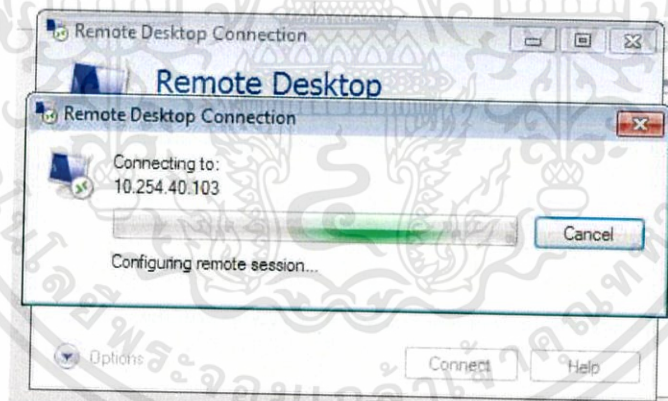 Remote Desktop Connection
Remote Desktop
Remote Desktop Connection
Connecting to:
10.254.40.103
Cancel
Configuring remote session...
Options
Connect
Help